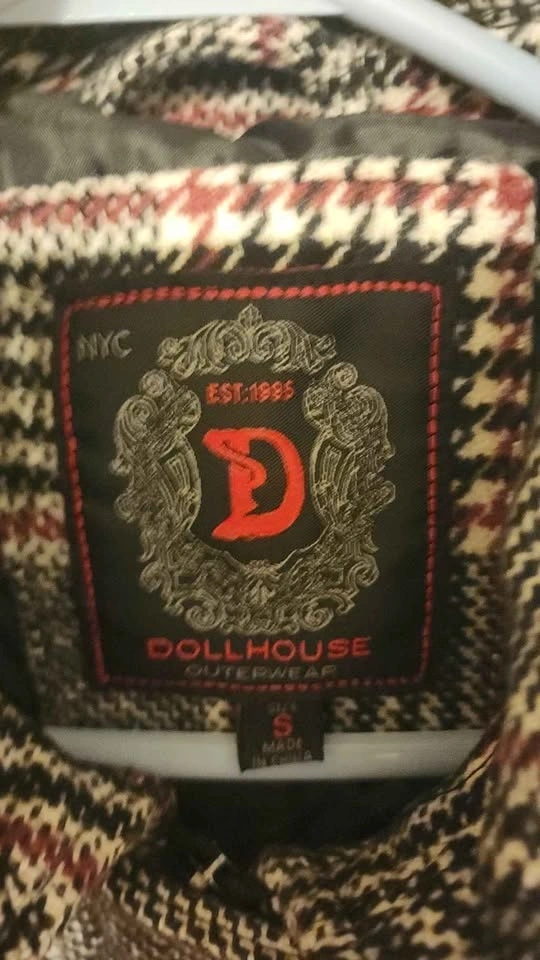 NYC
EST:1995
D
DOLLHOUSE
OUTERWEAR
SIZE
S
MADE
IN CHINA